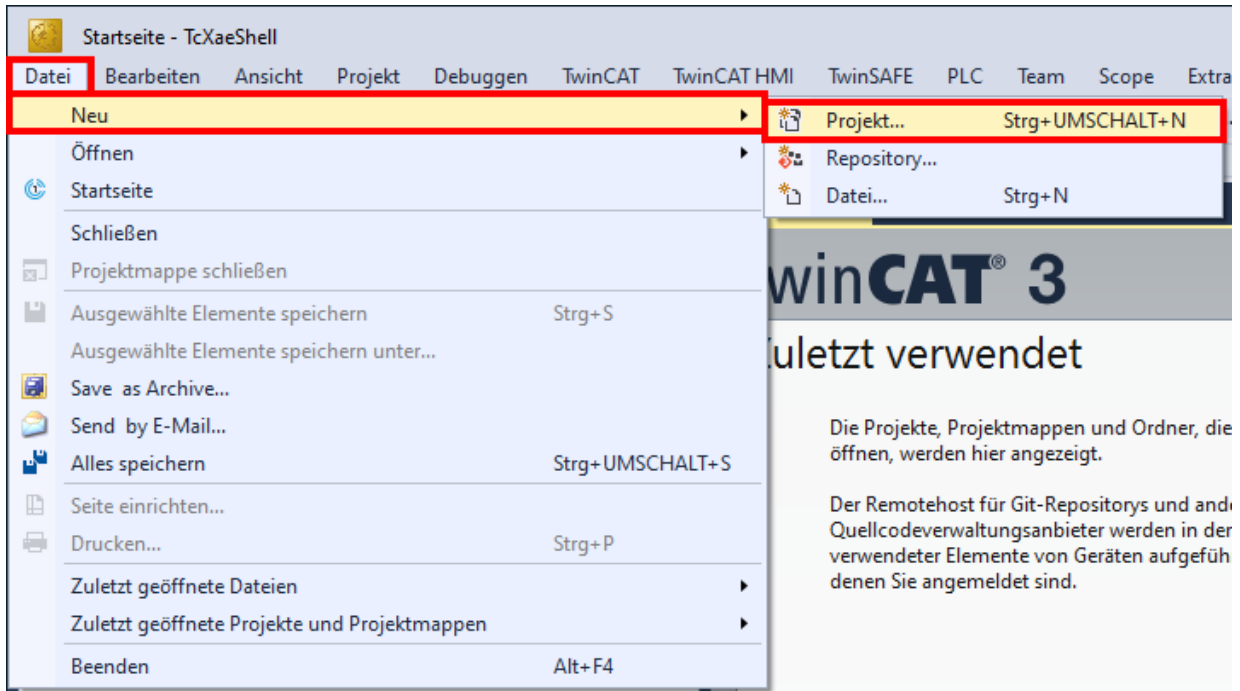 Startseite - TcXaeShell
Datei Bearbeiten Ansicht Projekt Debuggen TwinCAT TwinCAT HMI TwinSAFE PLC Team Scope Extra
Neu
Projekt... Strg+UMSCHALT+N
Öffnen
Repository...
Startseite
Datei... Strg+N
Schließen
Projektmappe schließen
winCAT® 3
Ausgewählte Elemente speichern Strg+S
Ausgewählte Elemente speichern unter...
uletzt verwendet
Save as Archive...
Send by E-Mail...
Alles speichern Strg+UMSCHALT+S
Seite einrichten...
Drucken... Strg+P
Zuletzt geöffnete Dateien
Zuletzt geöffnete Projekte und Projektmappen
Beenden Alt+F4
Die Projekte, Projektmappen und Ordner, die
öffnen, werden hier angezeigt.
Der Remotehost für Git-Repositorys und ande
Quellcodeverwaltungsanbieter werden in der
verwendeter Elemente von Geräten aufgefüh
denen Sie angemeldet sind.